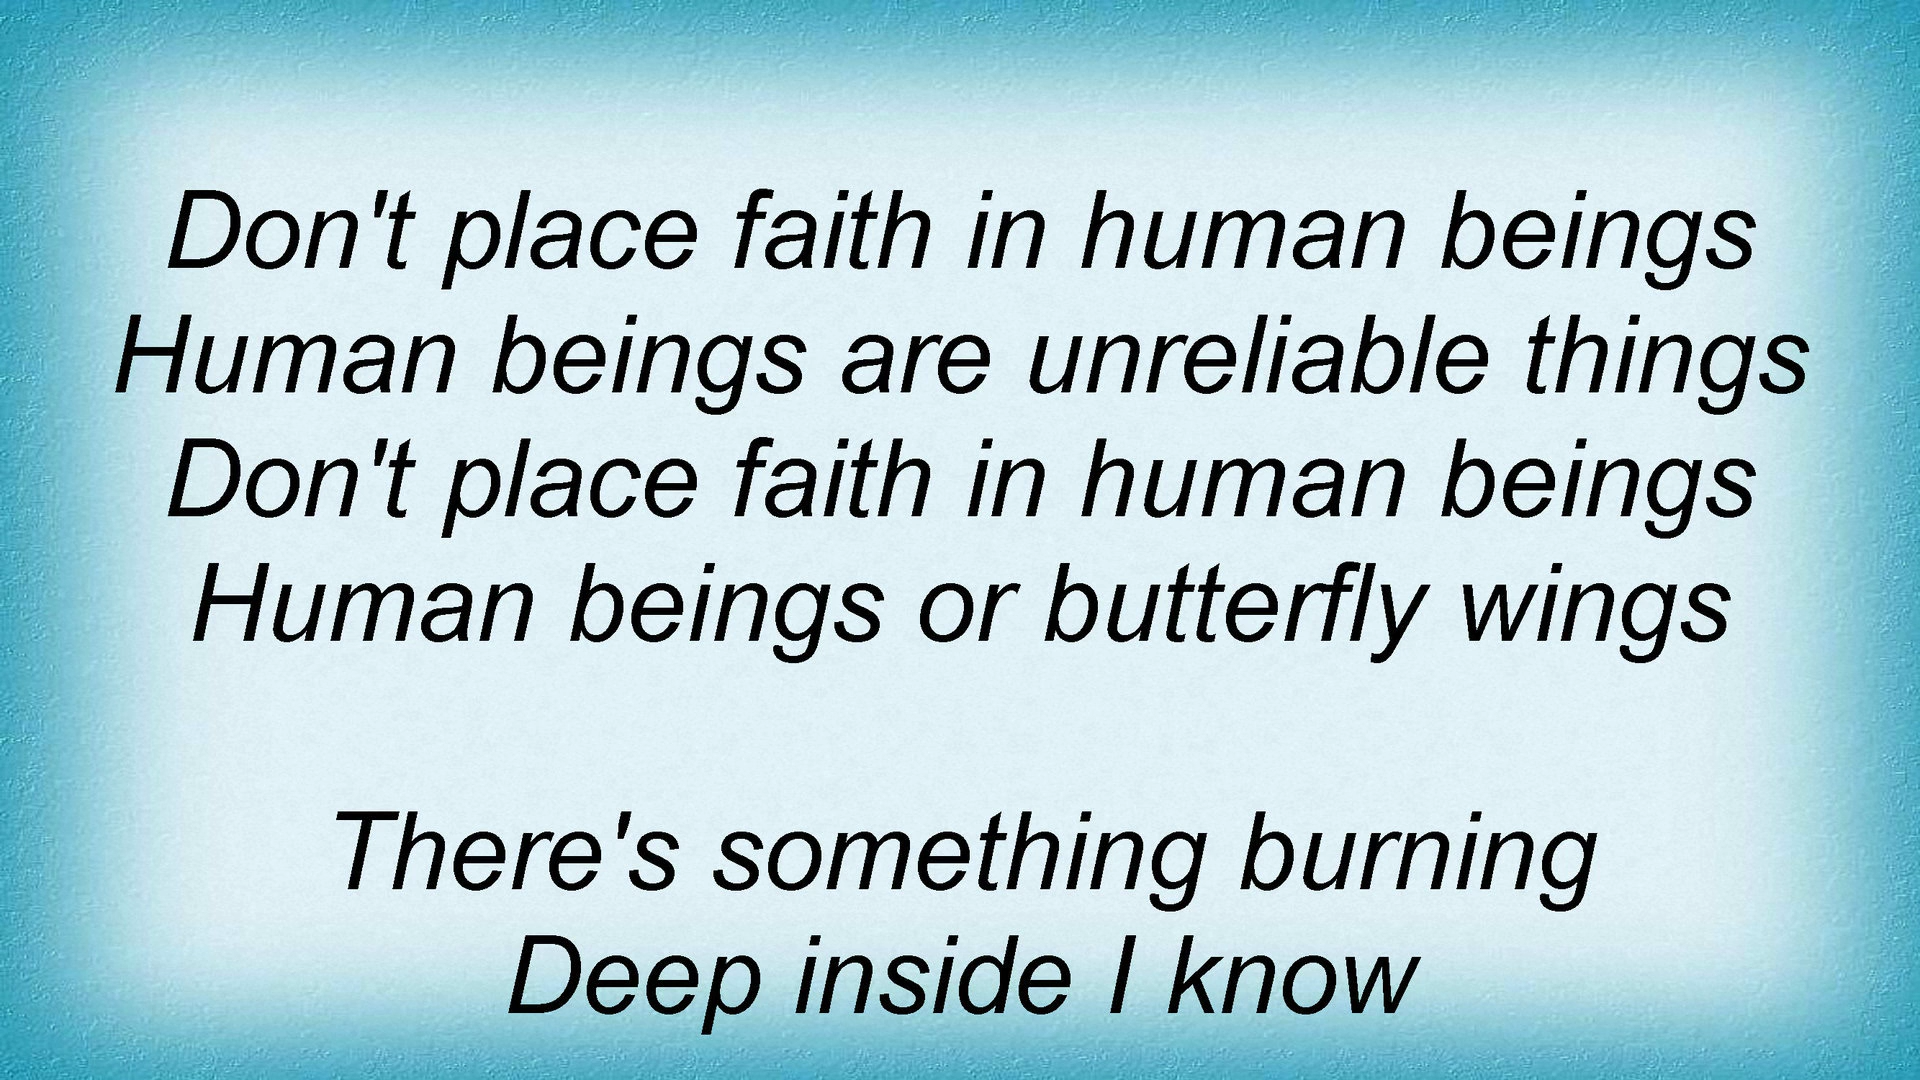 Don't place faith in human beings
Human beings are unreliable things
Don't place faith in human beings
Human beings or butterfly wings
There's something burning
Deep inside I know